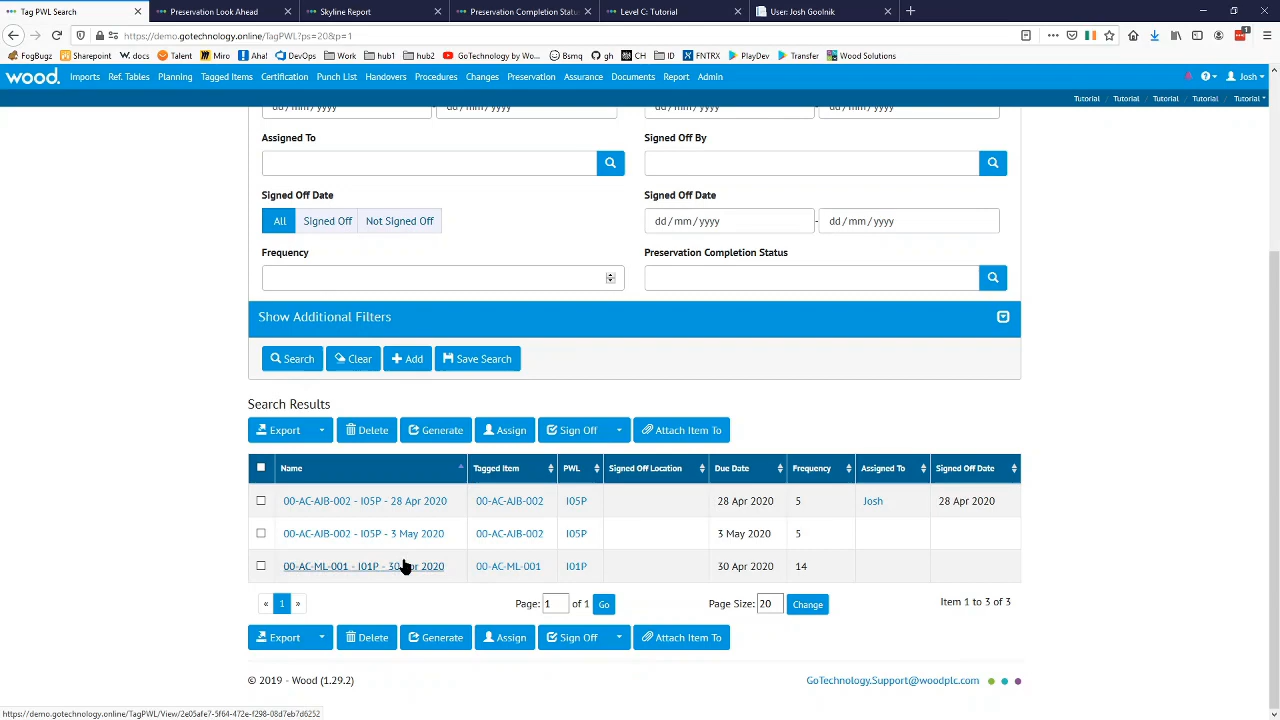 Tag PWL Search
Preservation Look Ahead
Skyline Report
Preservation Completion Statu
Level C: Tutorial
User: Josh Goolnik
https://demo.gotechnology.online/TagPWL?ps=20&p=1
FogBugz Sharepoint W. docs Talent Miro Aha! DevOps Work hub1 hub2 GoTechnology by Wo... Bsmq gh CH ID FNTRX PlayDev Transfer Wood Solutions
wood. Imports Ref. Tables Planning Tagged Items Certification Punch List Handovers Procedures Changes Preservation Assurance Documents Report Admin Josh
Tutorial / Tutorial / Tutorial / Tutorial / Tutorial
dd/mm/yyyy - dd/mm/yyyy dd/mm/yyyy - dd/mm/yyyy
Assigned To Signed Off By
Signed Off Date Signed Off Date
All Signed Off Not Signed Off dd/mm/yyyy - dd/mm/yyyy
Frequency Preservation Completion Status
Show Additional Filters
Search Clear Add Save Search
Search Results
Export Delete Generate Assign Sign Off Attach Item To
Name Tagged Item PWL Signed Off Location Due Date Frequency Assigned To Signed Off Date
00-AC-AJB-002 - I05P - 28 Apr 2020 00-AC-AJB-002 I05P 28 Apr 2020 5 Josh 28 Apr 2020
00-AC-AJB-002 - I05P - 3 May 2020 00-AC-AJB-002 I05P 3 May 2020 5
00-AC-ML-001 - I01P - 30 Apr 2020 00-AC-ML-001 I01P 30 Apr 2020 14
« 1 » Page: 1 of 1 Go Page Size: 20 Change Item 1 to 3 of 3
Export Delete Generate Assign Sign Off Attach Item To
© 2019 - Wood (1.29.2) GoTechnology.Support@woodplc.com
https://demo.gotechnology.online/TagPWL/View/2e05afe7-5f64-472e-f298-08d7eb7d6252